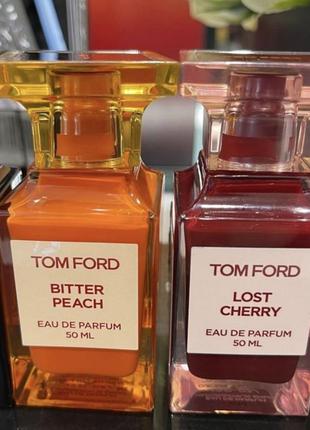 TOM FORD
BITTER
PEACH
EAU DE PARFUM
50 ML
TOM FORD
LOST
CHERRY
EAU DE PARFUM
50 ML